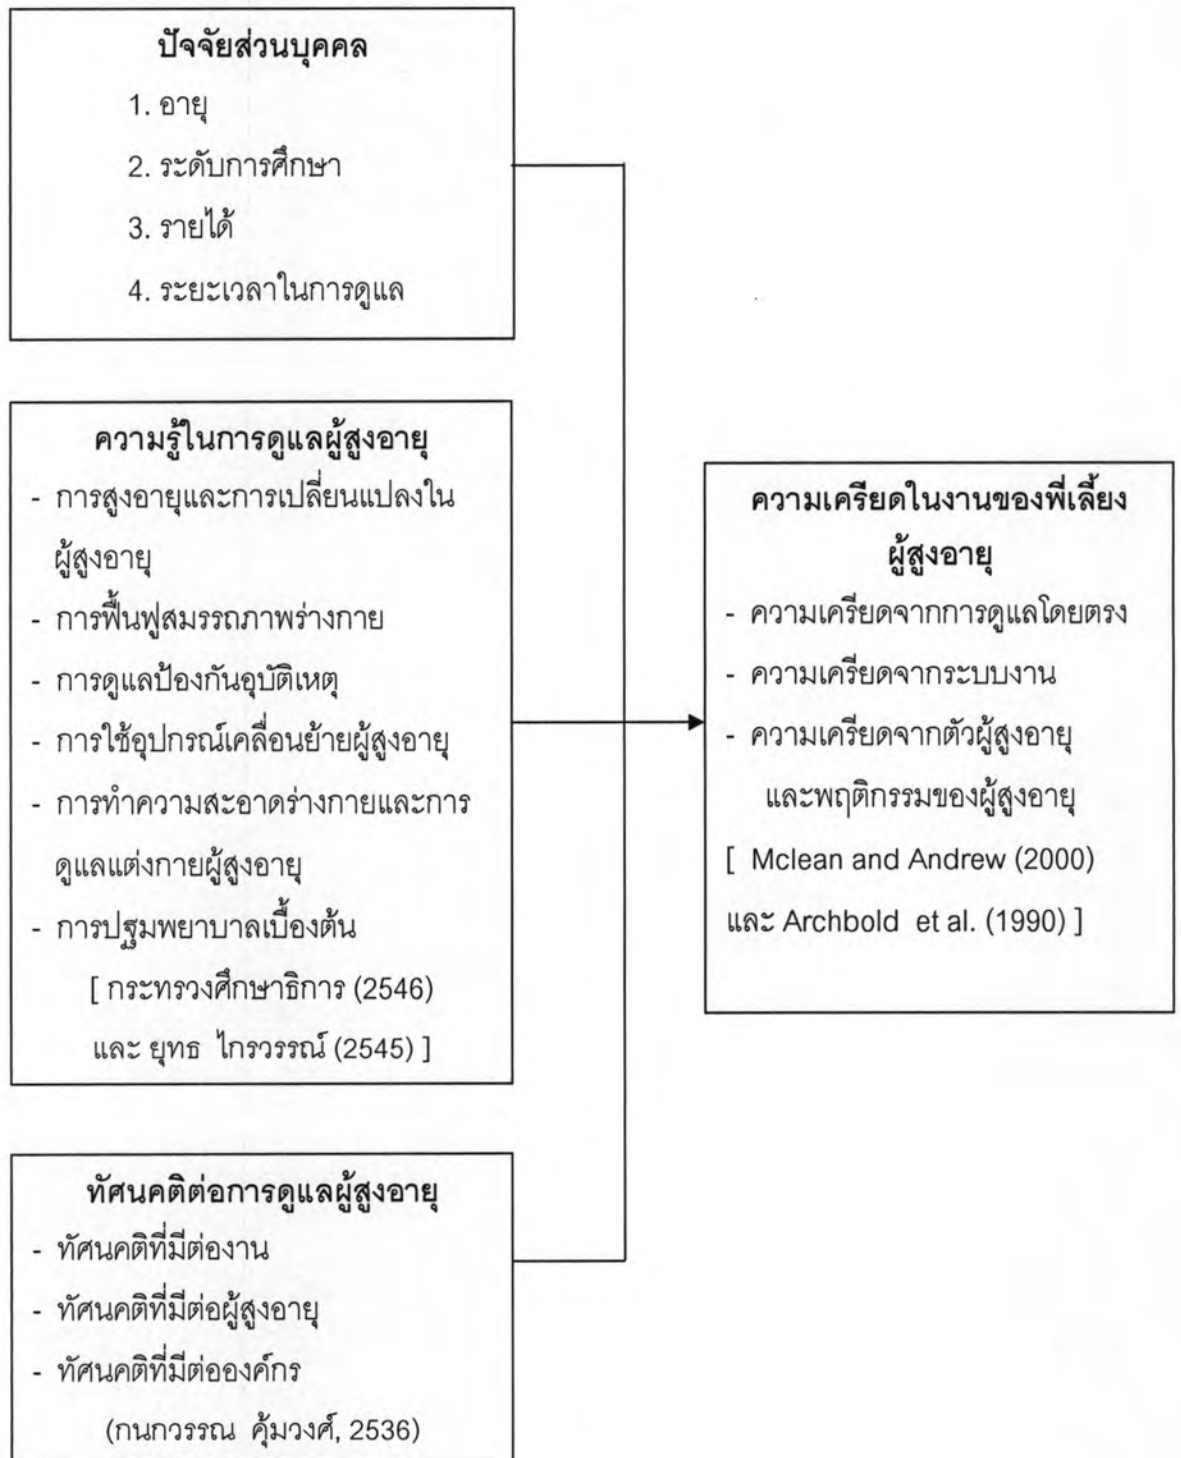 ปัจจัยส่วนบุคคล
1. อายุ
2. ระดับการศึกษา
3. รายได้
4. ระยะเวลาในการดูแล
ความรู้ในการดูแลผู้สูงอายุ
- การสูงอายุและการเปลี่ยนแปลงใน
ผู้สูงอายุ
- การฟื้นฟูสมรรถภาพร่างกาย
- การดูแลป้องกันอุบัติเหตุ
- การใช้อุปกรณ์เคลื่อนย้ายผู้สูงอายุ
- การทำความสะอาดร่างกายและการ
ดูแลแต่งกายผู้สูงอายุ
- การปฐมพยาบาลเบื้องต้น
[ กระทรวงศึกษาธิการ (2546)
และ ยุทธ ไกรวรรณ์ (2545) ]
ทัศนคติต่อการดูแลผู้สูงอายุ
- ทัศนคติที่มีต่องาน
- ทัศนคติที่มีต่อผู้สูงอายุ
- ทัศนคติที่มีต่อองค์กร
(กนกวรรณ คุ้มวงศ์, 2536)
ความเครียดในงานของพี่เลี้ยง
ผู้สูงอายุ
- ความเครียดจากการดูแลโดยตรง
- ความเครียดจากระบบงาน
- ความเครียดจากตัวผู้สูงอายุ
และพฤติกรรมของผู้สูงอายุ
[ Mclean and Andrew (2000)
และ Archbold et al. (1990) ]